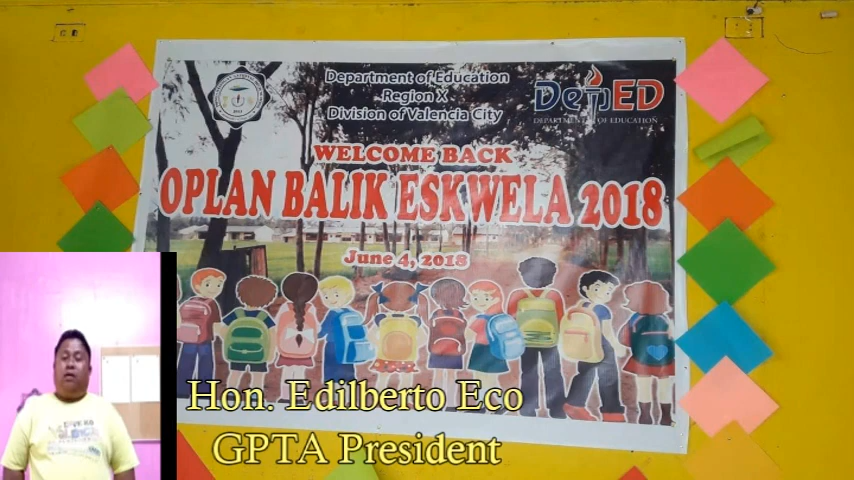 Department of Education
Region X
Division of Valencia City
DepED
DEPARTMENT OF EDUCATION
WELCOME BACK
OPLAN BALIK ESKWELA 2018
June 4, 2018
Hon. Edilberto Eco
GPTA President